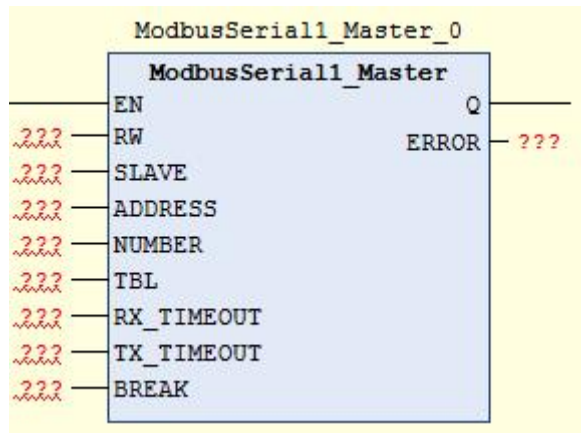 ModbusSerial1_Master_0
ModbusSerial1_Master
EN Q
??? RW ERROR ???
??? SLAVE
??? ADDRESS
??? NUMBER
??? TBL
??? RX_TIMEOUT
??? TX_TIMEOUT
??? BREAK